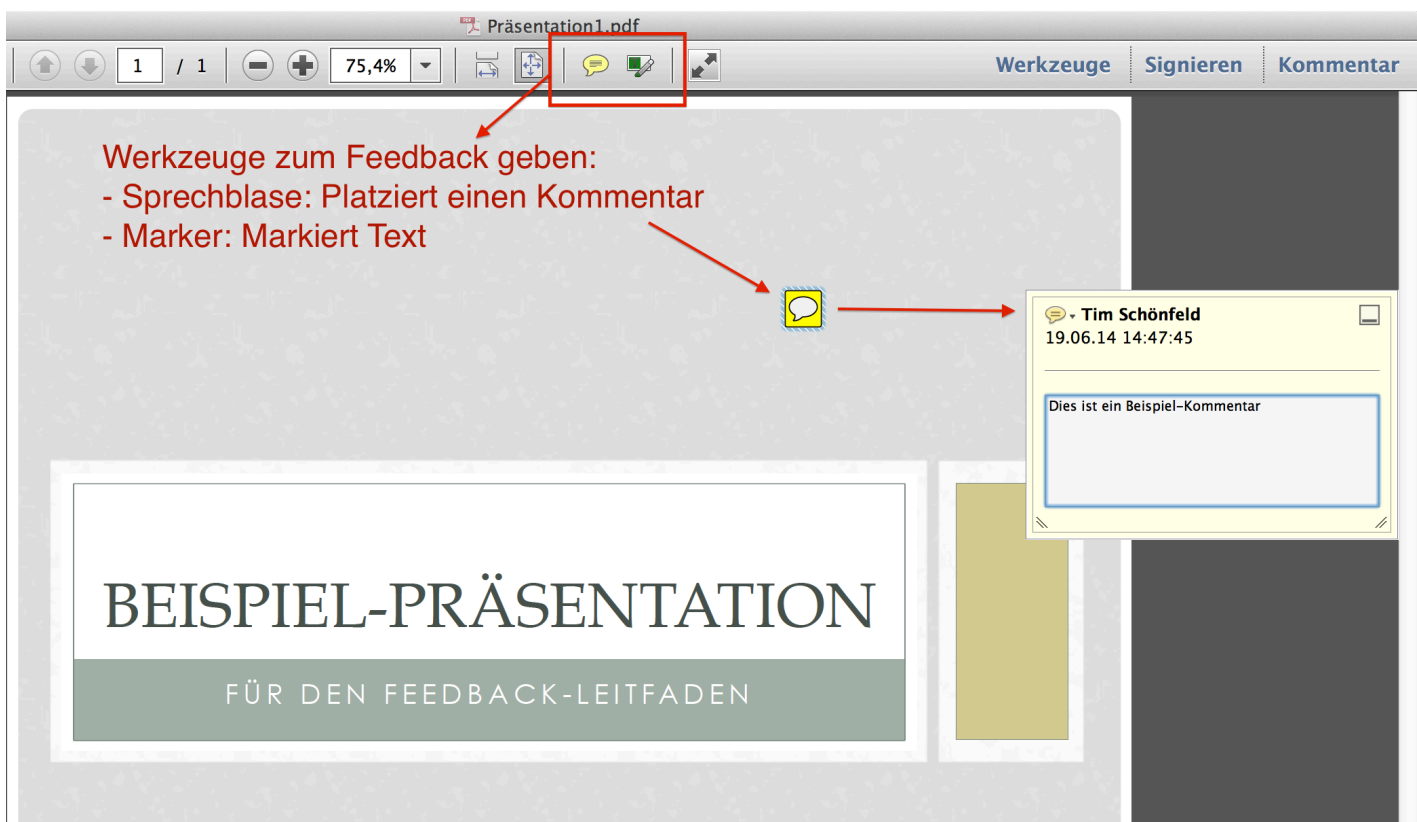 Präsentation1.pdf
1 / 1 75,4% Werkzeuge Signieren Kommentar
Werkzeuge zum Feedback geben:
- Sprechblase: Platziert einen Kommentar
- Marker: Markiert Text
Tim Schönfeld
19.06.14 14:47:45
Dies ist ein Beispiel-Kommentar
BEISPIEL-PRÄSENTATION
FÜR DEN FEEDBACK-LEITFADEN